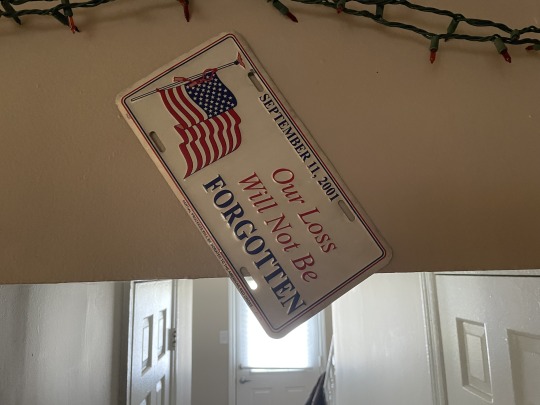 SEPTEMBER 11, 2001
Our Loss
Will Not Be
FORGOTTEN